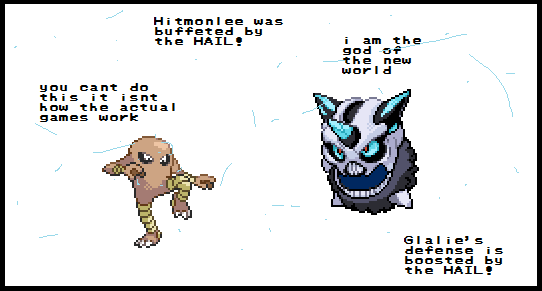 Hitmonlee was
buffeted by
the HAIL!
i am the
god of
the new
world
you cant do
this it isnt
how the actual
games work
Glalie's
defense is
boosted by
the HAIL!